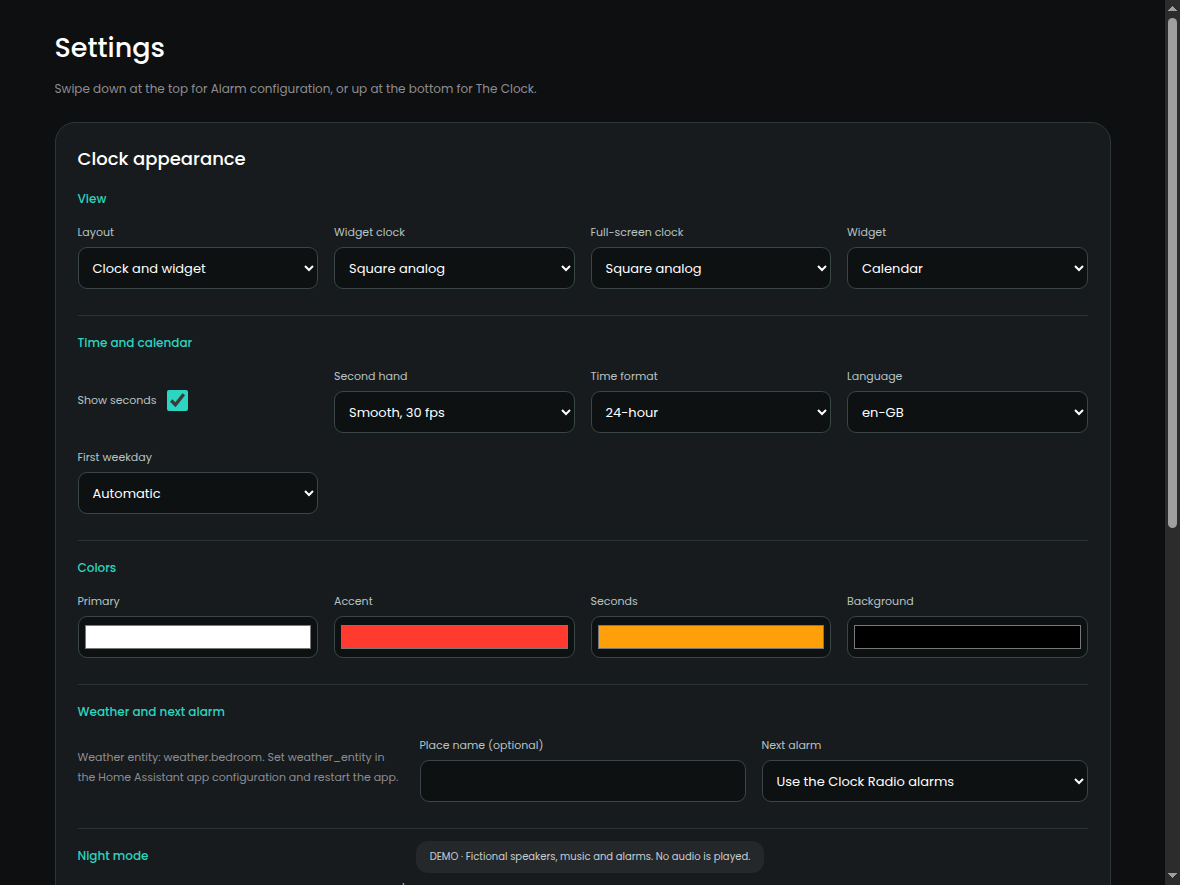 Settings
Swipe down at the top for Alarm configuration, or up at the bottom for The Clock.
Clock appearance
View
Layout
Widget clock
Full-screen clock
Widget
Clock and widget
Square analog
Square analog
Calendar
Time and calendar
Show seconds
Second hand
Time format
Language
Smooth, 30 fps
24-hour
en-GB
First weekday
Automatic
Colors
Primary
Accent
Seconds
Background
Weather and next alarm
Weather entity: weather.bedroom. Set weather_entity in
the Home Assistant app configuration and restart the app.
Place name (optional)
Next alarm
Use the Clock Radio alarms
Night mode
DEMO · Fictional speakers, music and alarms. No audio is played.